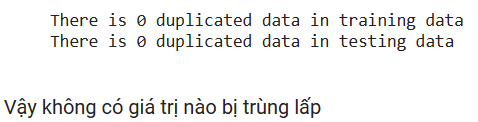 There is 0 duplicated data in training data
There is 0 duplicated data in testing data
Vậy không có giá trị nào bị trùng lấp